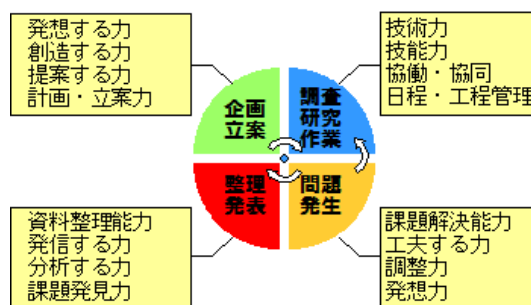 発想する力
創造する力
提案する力
計画・立案力
技術力
技能力
協働・協同
日程・工程管理
企画
立案
調査
研究
作業
整理
発表
問題
発生
資料整理能力
発信する力
分析する力
課題発見力
課題解決能力
工夫する力
調整力
発想力